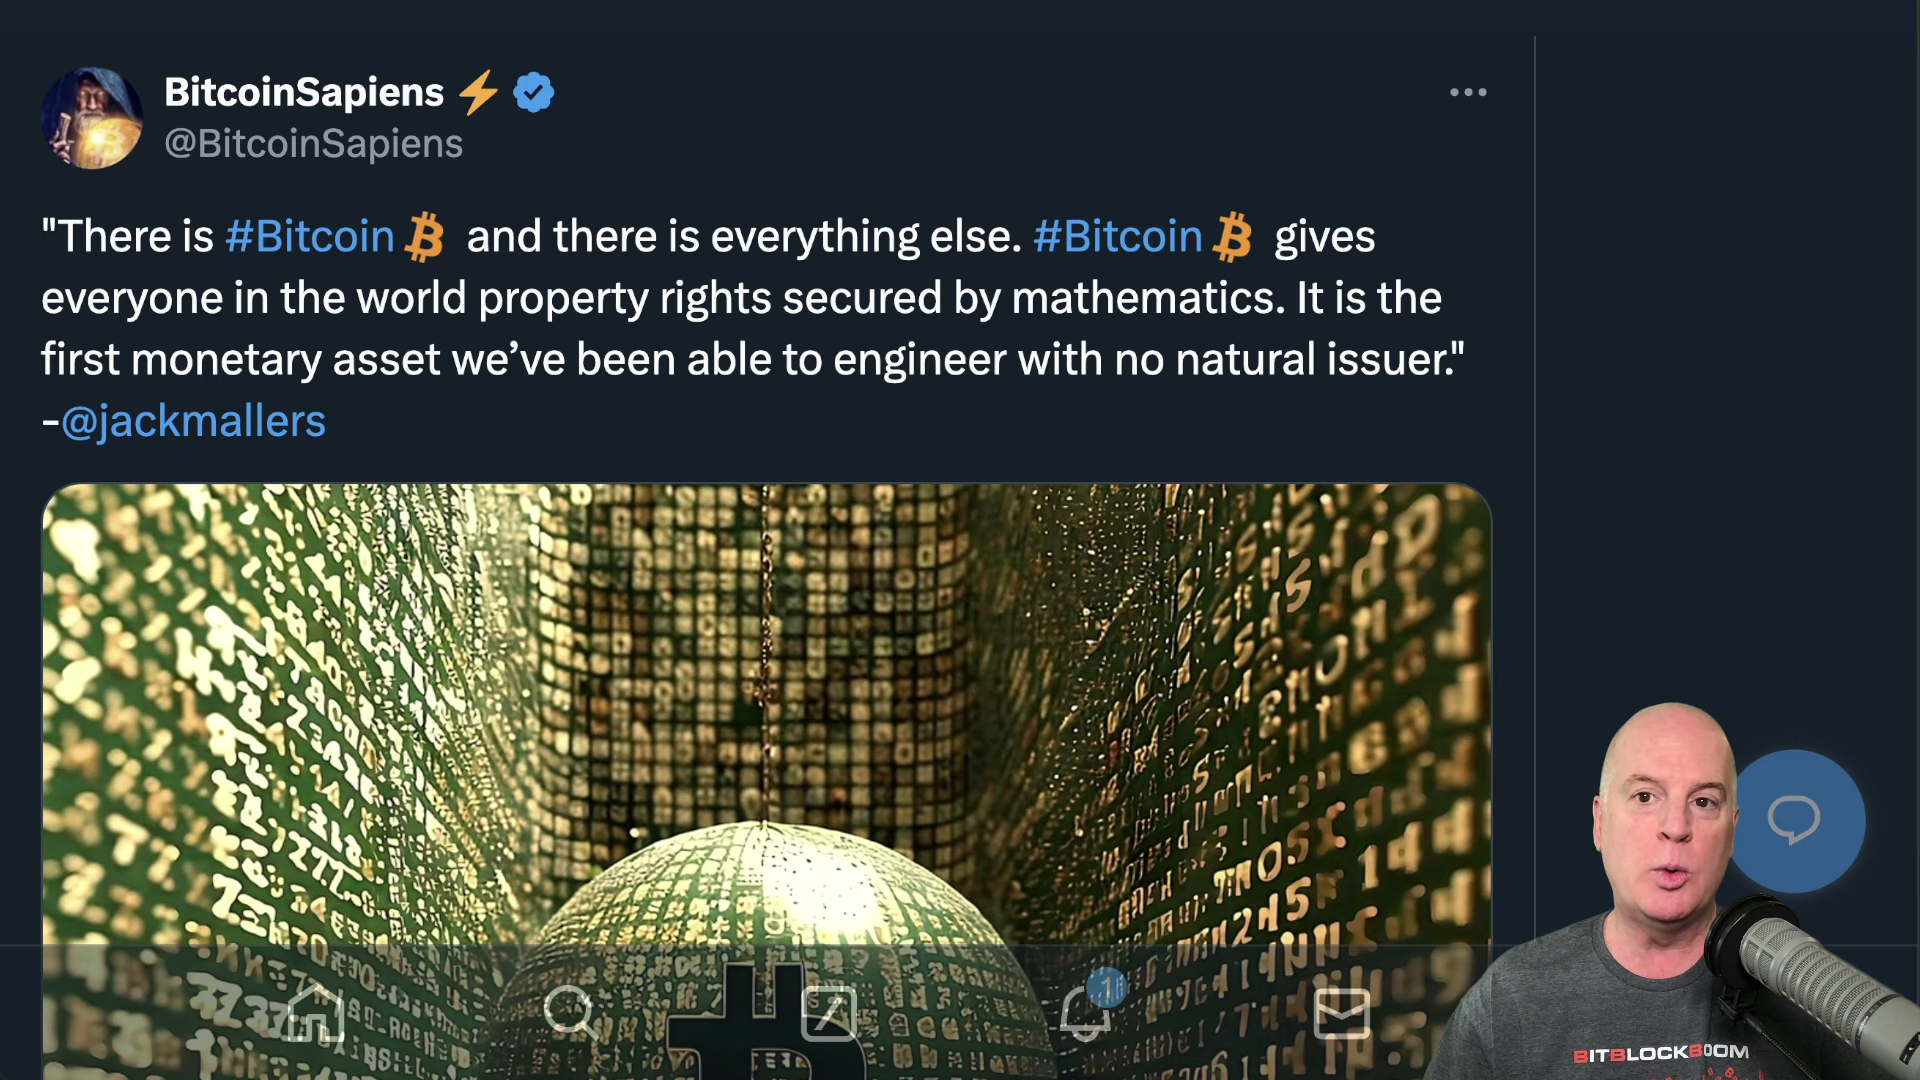 BitcoinSapiens⚡
@BitcoinSapiens
"There is #Bitcoin and there is everything else. #Bitcoin gives
everyone in the world property rights secured by mathematics. It is the
first monetary asset we’ve been able to engineer with no natural issuer."
-@jackmallers
1
BITBLOCKBOOM